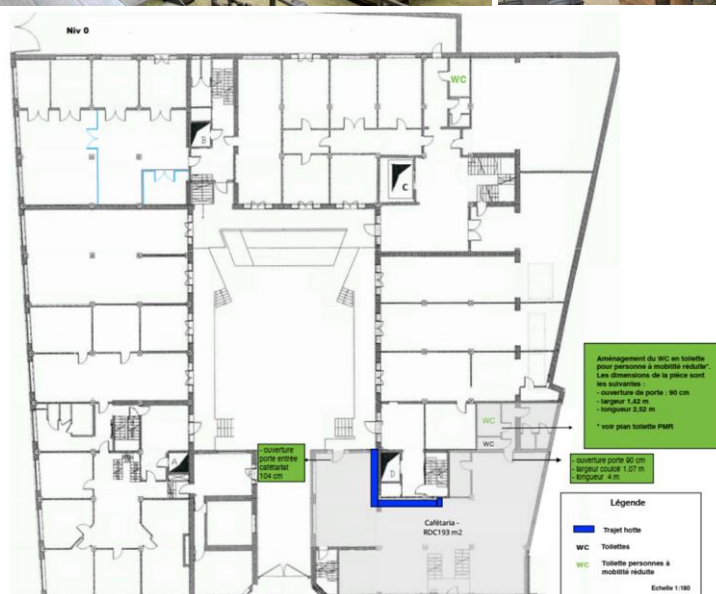 Niv 0
WC
B
C
Aménagement du WC en toilette
pour personne à mobilité réduite*.
Les dimensions de la pièce sont
les suivantes :
- ouverture de porte : 90 cm
- largeur 1,42 m
- longueur 2,52 m
* voir plan toilette PMR
WC
WC
A
- ouverture
porte entrée
cafétariat
104 cm
D
- ouverture porte 90 cm
- largeur couloir 1,07 m
- longueur 4 m
Cafétaria -
RDC193 m2
Légende
Trajet hotte
WC Toilettes
WC Toilette personnes à
mobilité réduite
Echelle 1:180